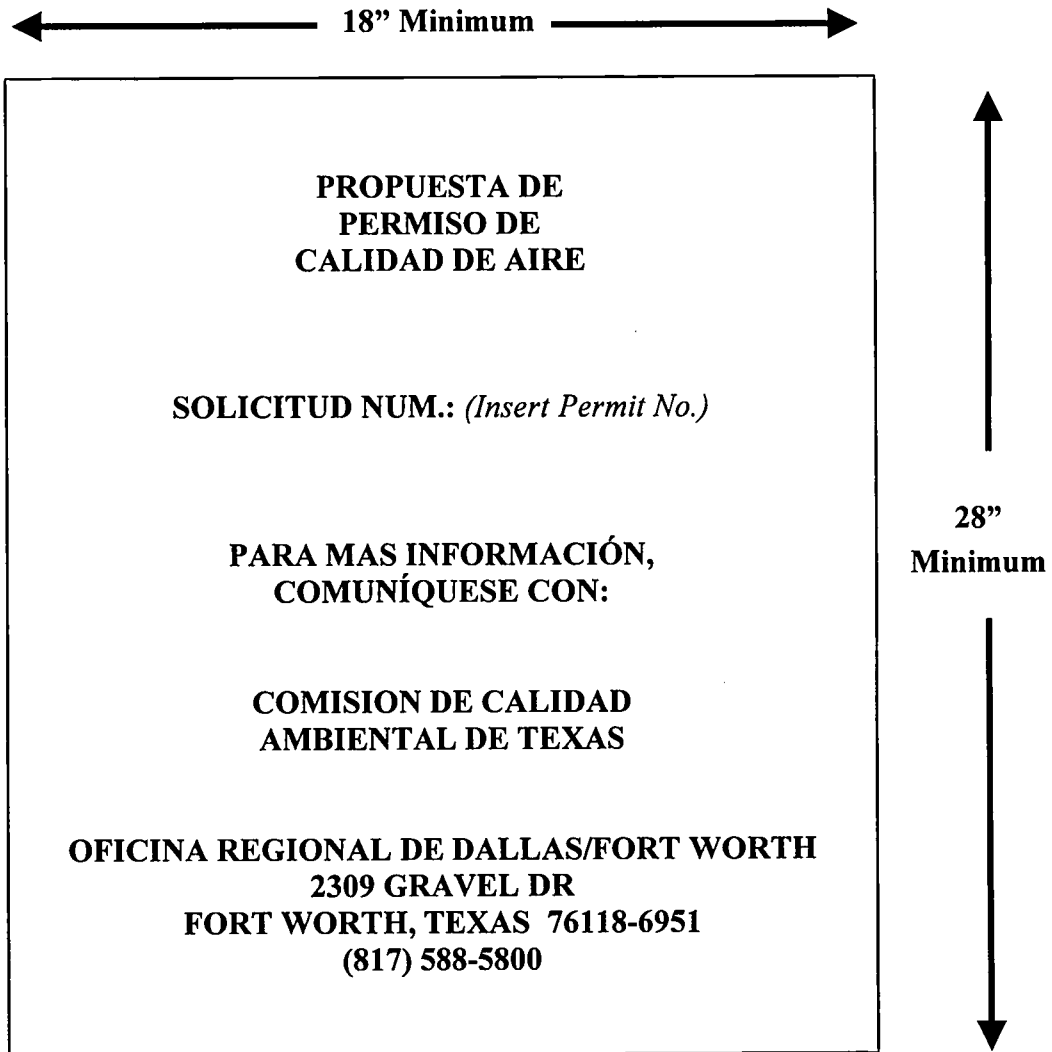 18” Minimum
PROPUESTA DE
PERMISO DE
CALIDAD DE AIRE
SOLICITUD NUM.: (Insert Permit No.)
PARA MAS INFORMACIÓN,
COMUNÍQUESE CON:
28”
Minimum
COMISION DE CALIDAD
AMBIENTAL DE TEXAS
OFICINA REGIONAL DE DALLAS/FORT WORTH
2309 GRAVEL DR
FORT WORTH, TEXAS 76118-6951
(817) 588-5800